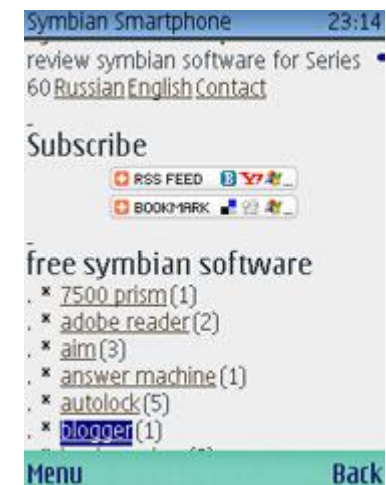 Symbian Smartphone 23:14
review symbian software for Series
60 Russian English Contact
Subscribe
RSS FEED
BOOKMARK
free symbian software
. * 7500 prism (1)
. * adobe reader (2)
. * aim (3)
. * answer machine (1)
. * autolock (5)
. * blogger (1)
Menu Back